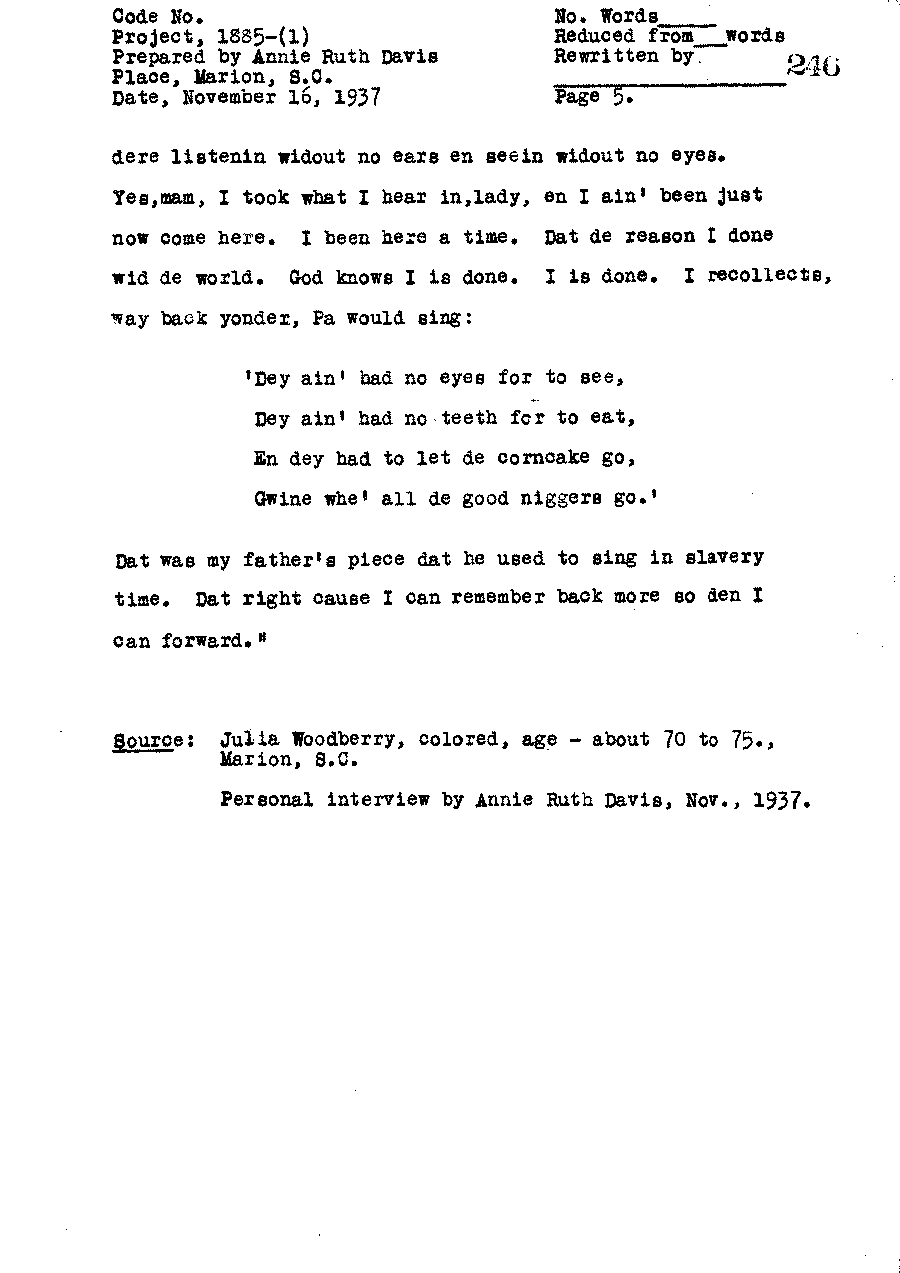 Code No.
Project, 1885-(1)
Prepared by Annie Ruth Davis
Place, Marion, S.C.
Date, November 16, 1937
No. Words_____
Reduced from___words
Rewritten by
246
Page 5.
dere listenin widout no ears en seein widout no eyes.
Yes,mam, I took what I hear in,lady, en I ain' been just
now come here. I been here a time. Dat de reason I done
wid de world. God knows I is done. I is done. I recollects,
way back yonder, Pa would sing:
'Dey ain' had no eyes for to see,
Dey ain' had no teeth for to eat,
En dey had to let de corncake go,
Gwine whe' all de good niggers go.'
Dat was my father's piece dat he used to sing in slavery
time. Dat right cause I can remember back more so den I
can forward."
Source: Julia Woodberry, colored, age - about 70 to 75.,
Marion, S.C.
Personal interview by Annie Ruth Davis, Nov., 1937.